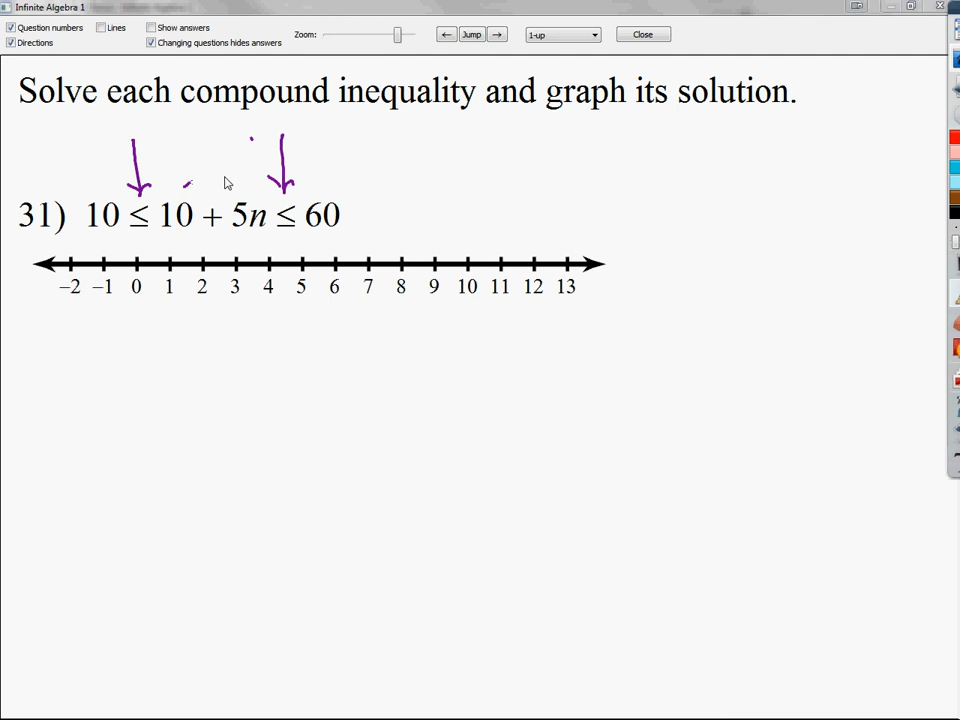 Infinite Algebra 1
Question numbers Lines Show answers
Directions Changing questions hides answers
Zoom: ← Jump → 1-up Close
Solve each compound inequality and graph its solution.
31) 10 ≤ 10 + 5n ≤ 60
−2 −1 0 1 2 3 4 5 6 7 8 9 10 11 12 13